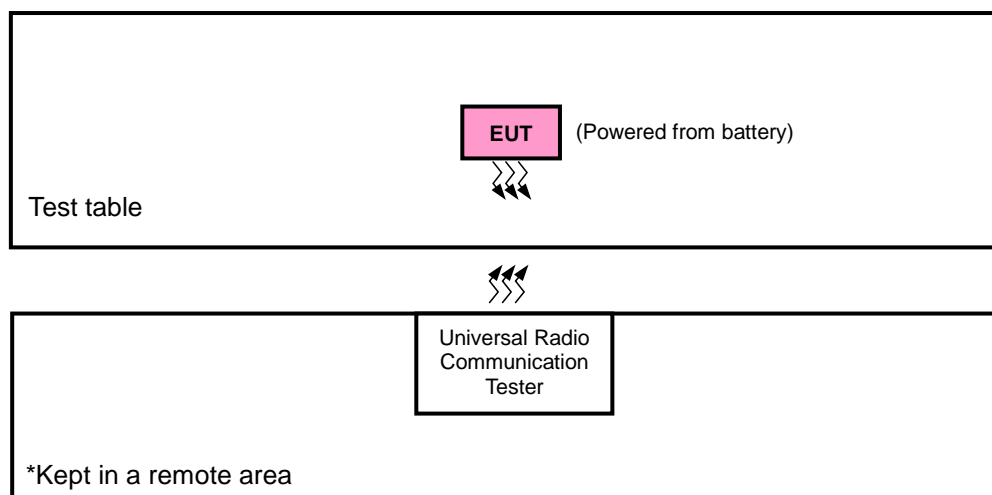 EUT
(Powered from battery)
Test table
Universal Radio
Communication
Tester
*Kept in a remote area